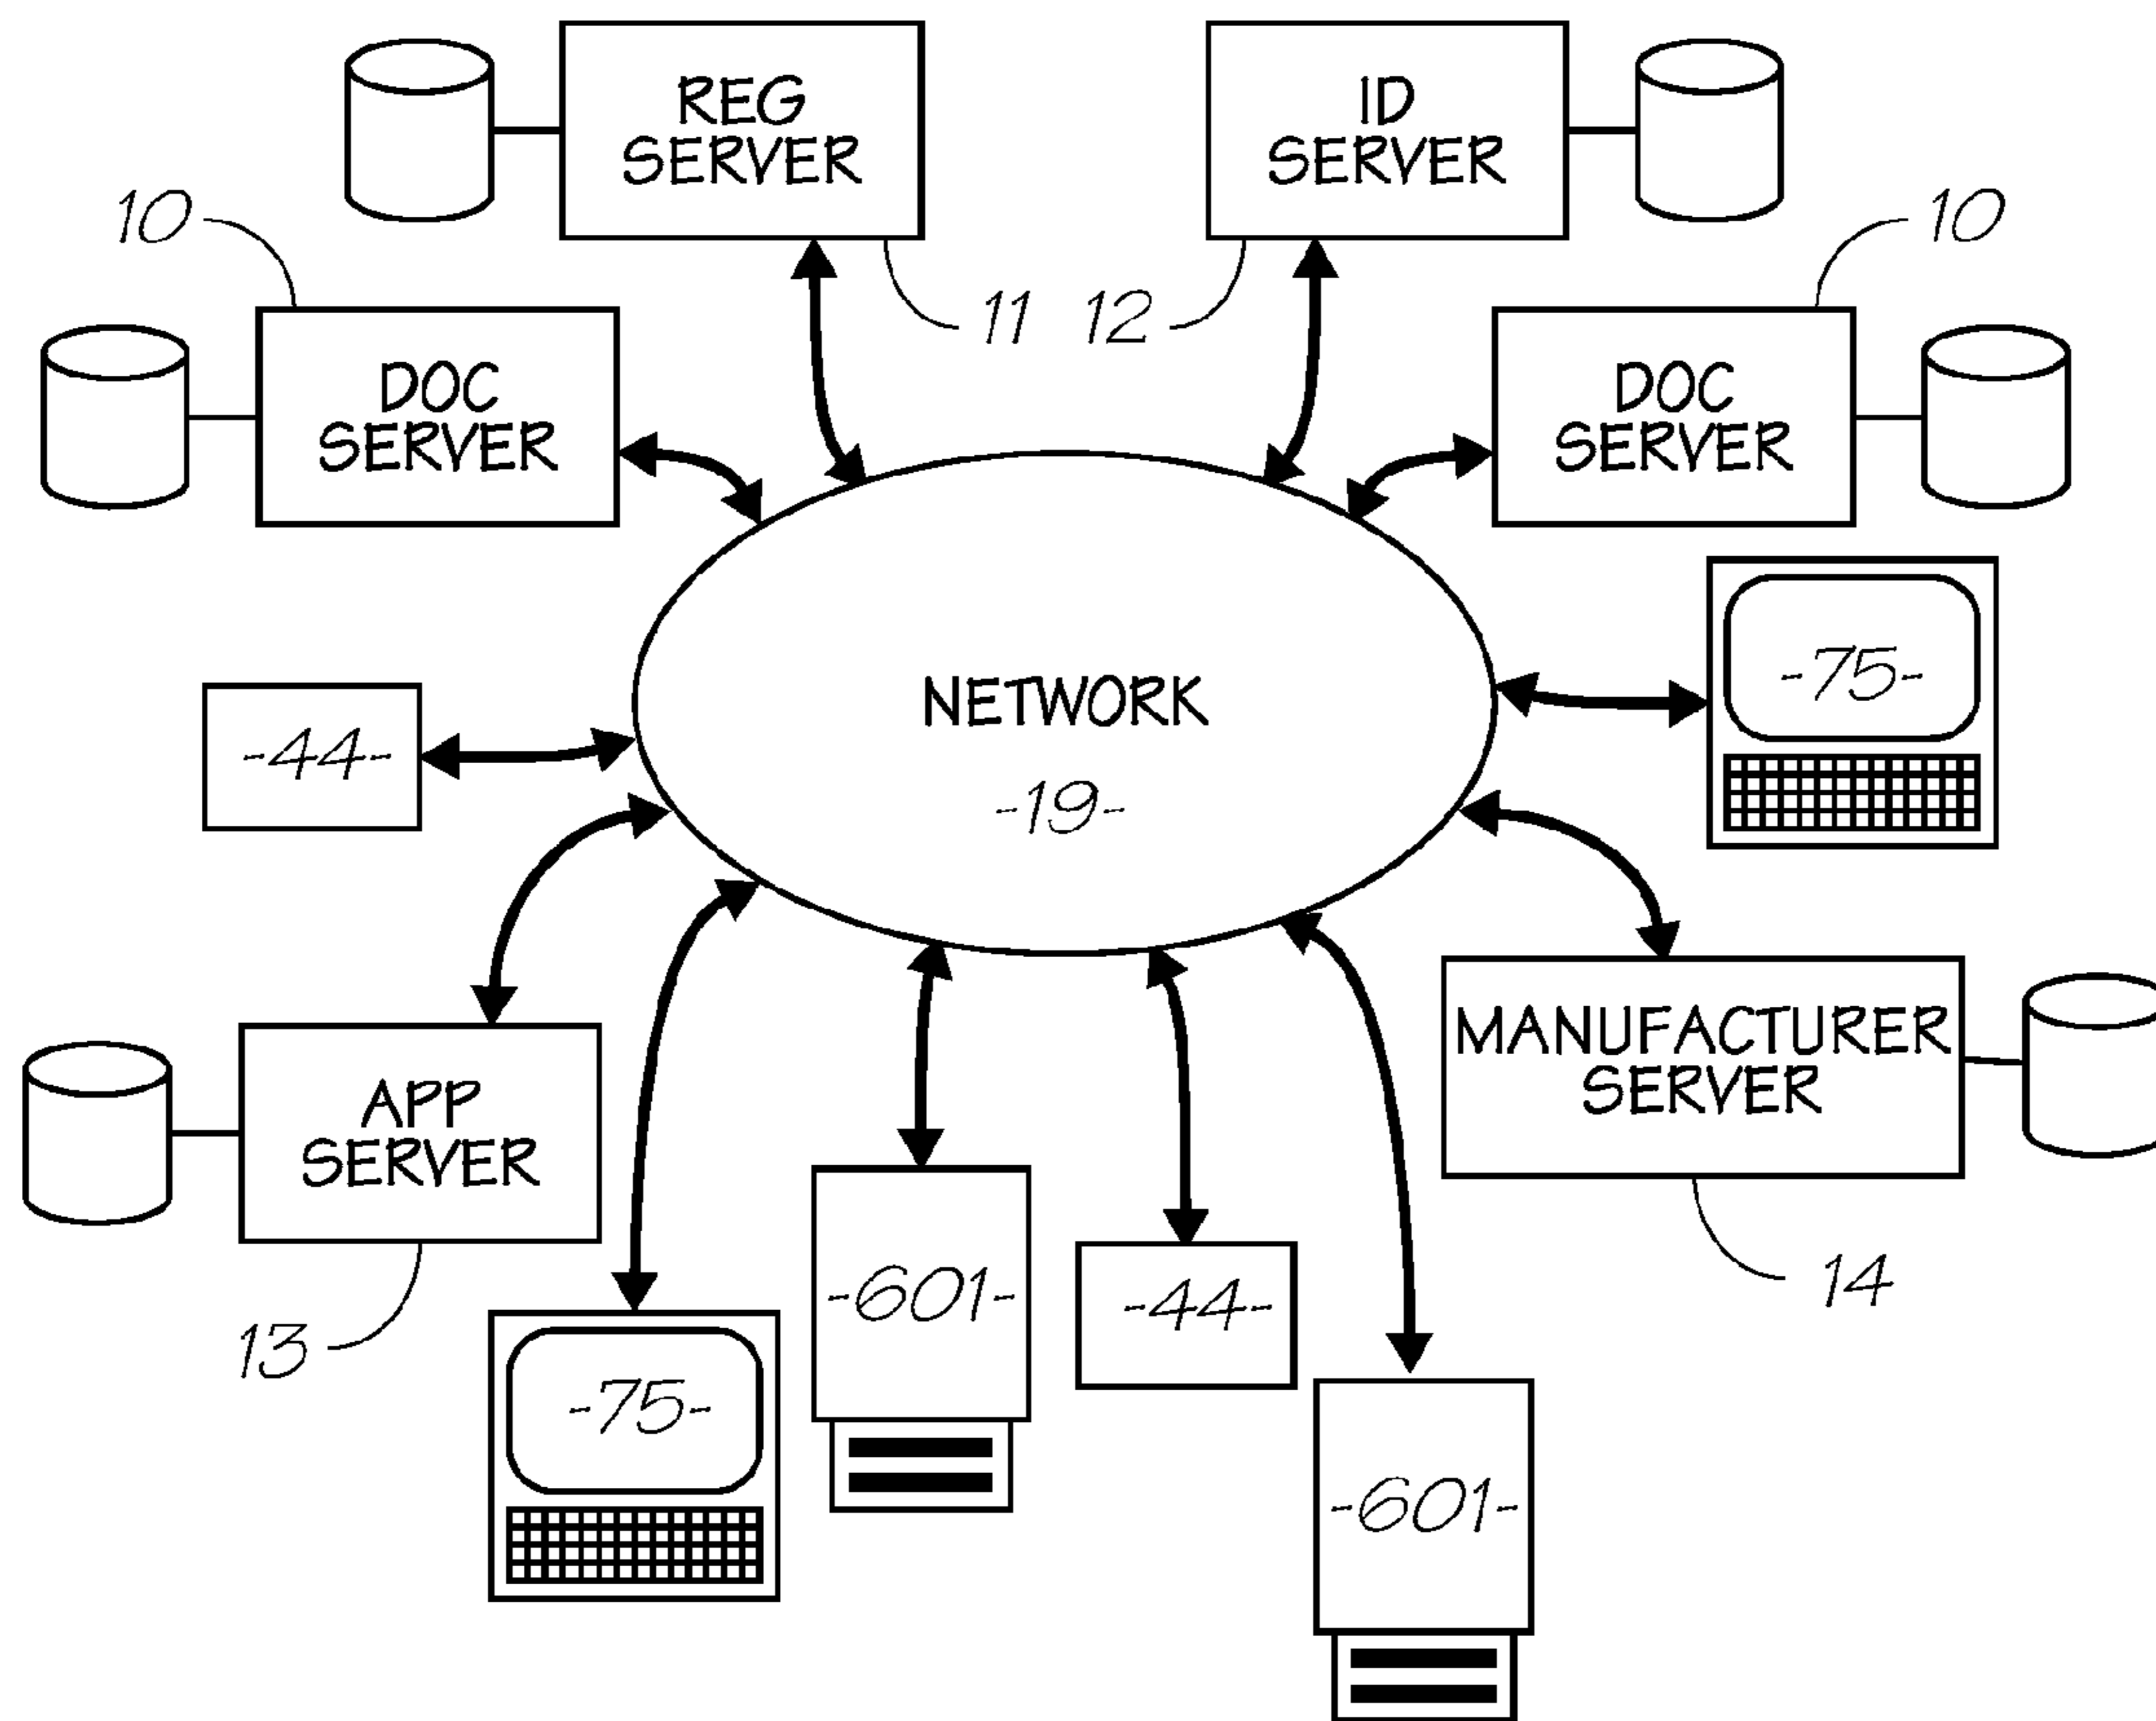 REG
SERVER
ID
SERVER
10
10
11
12
DOC
SERVER
DOC
SERVER
-75-
NETWORK
-19-
-44-
MANUFACTURER
SERVER
APP
SERVER
14
13
-601-
-44-
-75-
-601-